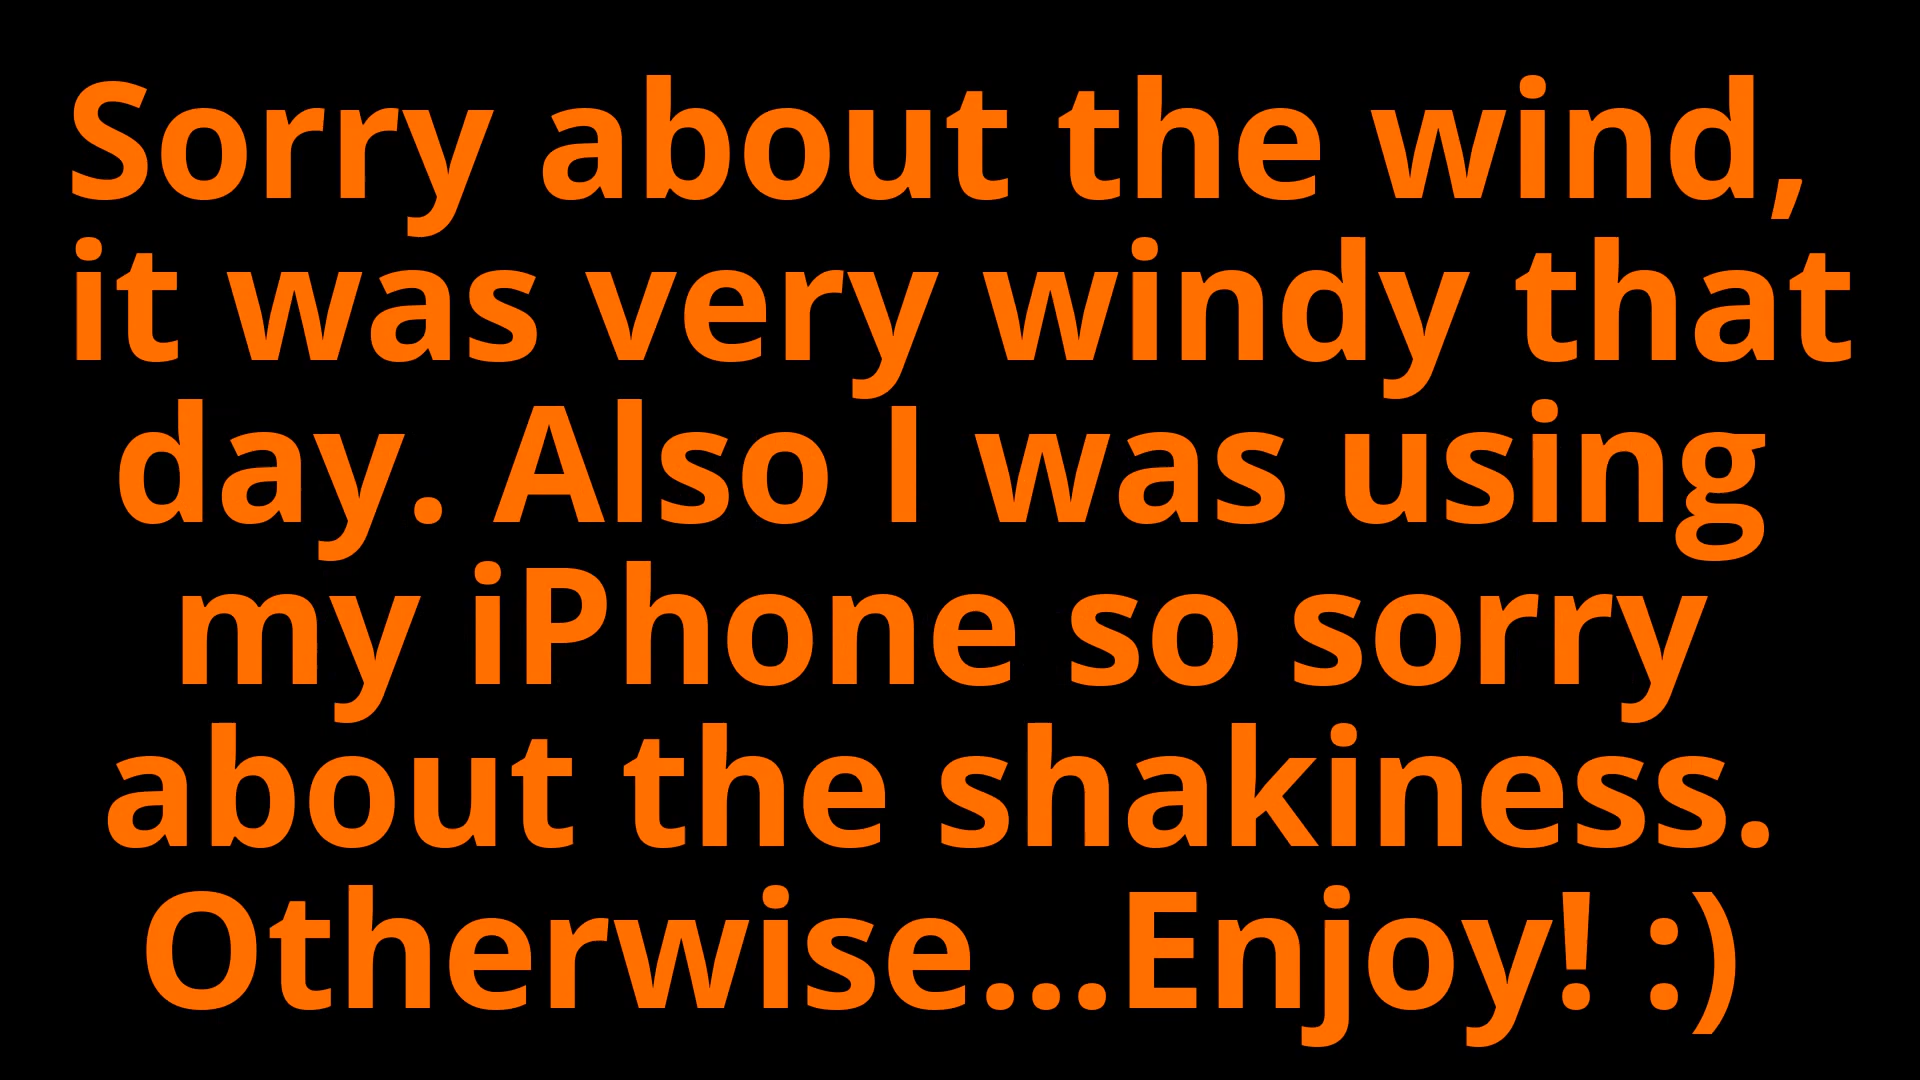 Sorry about the wind,
it was very windy that
day. Also I was using
my iPhone so sorry
about the shakiness.
Otherwise...Enjoy! :)